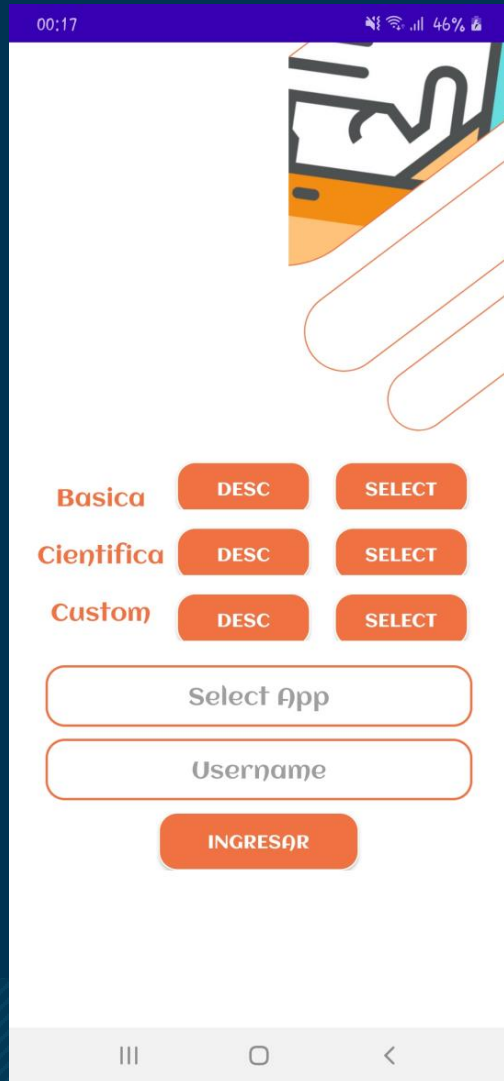 00:17 46%
Basica DESC SELECT
Cientifica DESC SELECT
Custom DESC SELECT
Select App
Username
INGRESAR